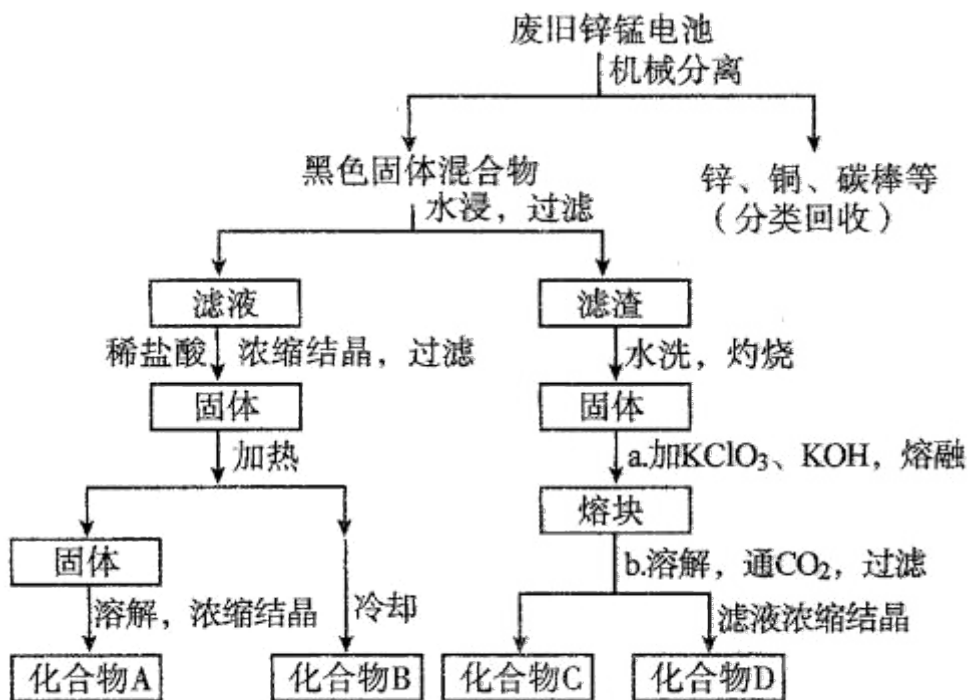 废旧锌锰电池
机械分离
黑色固体混合物
锌、铜、碳棒等
（分类回收）
水浸，过滤
滤液
滤渣
稀盐酸
浓缩结晶，过滤
水洗，灼烧
固体
固体
加热
a.加KClO₃、KOH，熔融
熔块
固体
b.溶解，通CO₂，过滤
溶解，浓缩结晶
冷却
滤液浓缩结晶
化合物A
化合物B
化合物C
化合物D